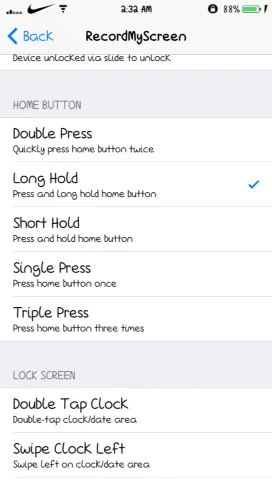 2:32 AM 88%
Back RecordMyScreen
Device unlocked via slide to unlock
HOME BUTTON
Double Press
Quickly press home button twice
Long Hold
Press and long hold home button
Short Hold
Press and hold home button
Single Press
Press home button once
Triple Press
Press home button three times
LOCK SCREEN
Double Tap Clock
Double-tap clock/date area
Swipe Clock Left
Swipe left on clock/date area